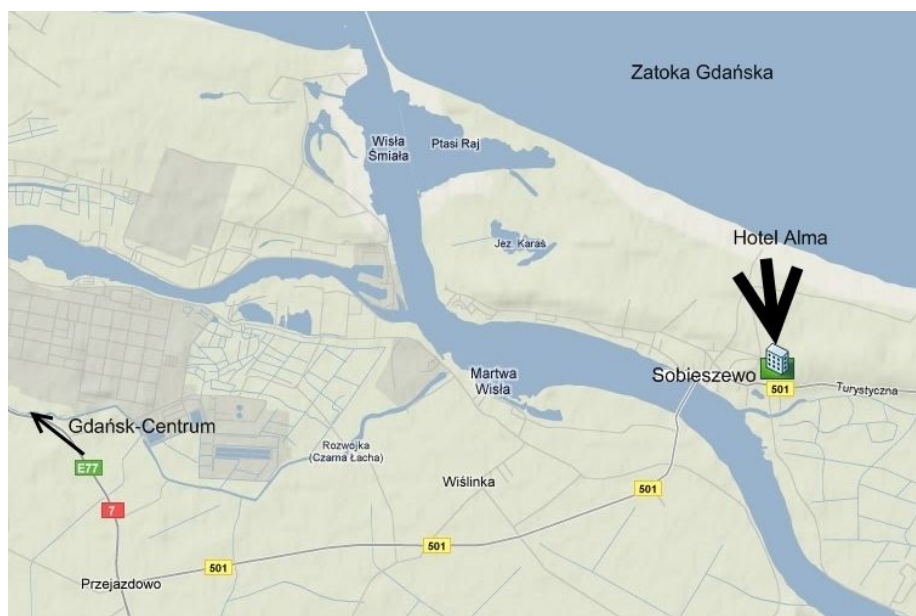 Zatoka Gdańska
Wisła
Śmiała
Ptasi Raj
Hotel Alma
Jez. Karaś
Martwa
Wisła
Sobieszewo
501
Turystyczna
Gdańsk-Centrum
Rozwojka
(Czarna Łacha)
E77
Wiślinka
501
7
501
501
Przejazdowo